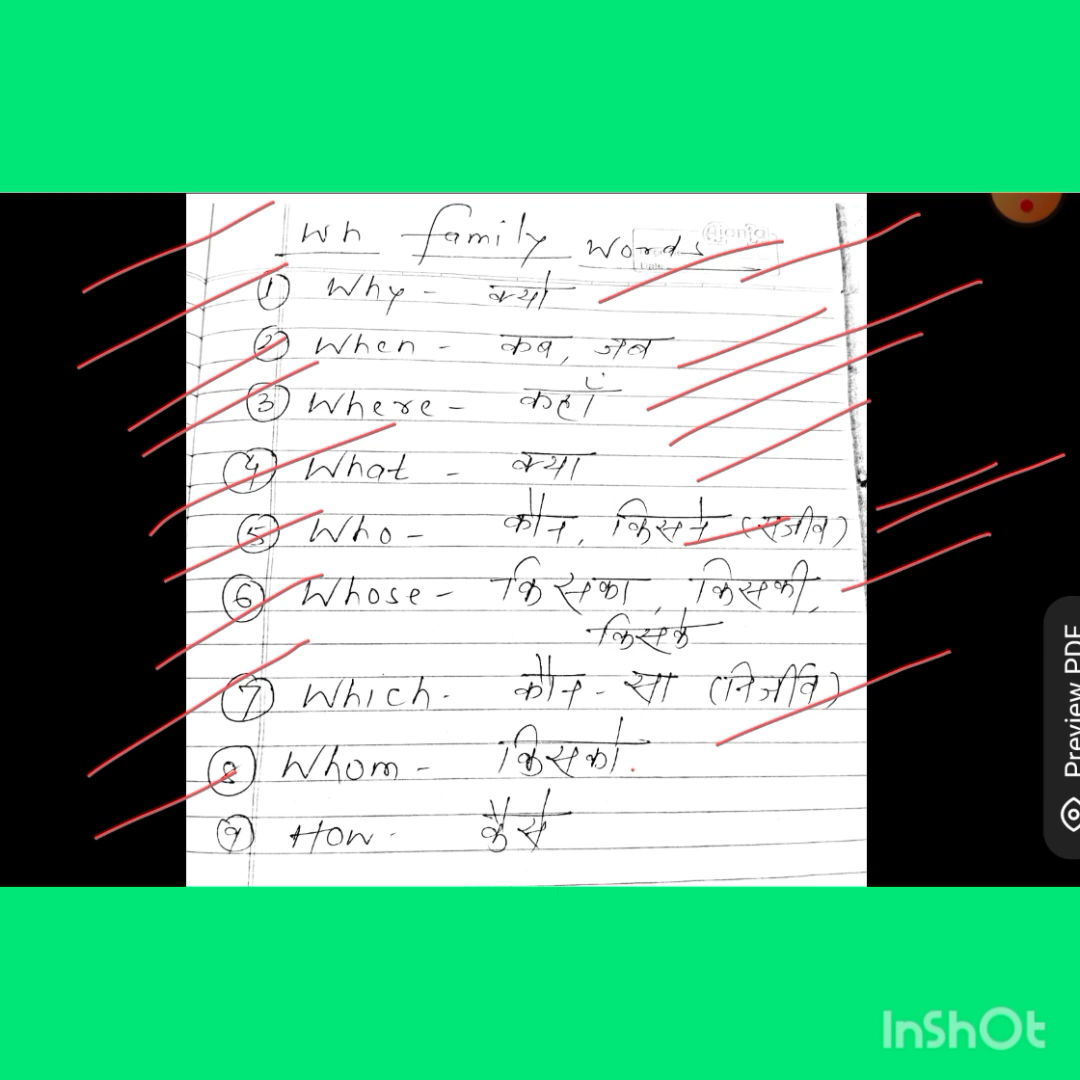 Wh family words
① Why - क्यो
② When - कब, जब
③ Where - कहाँ
④ What - क्या
⑤ Who - कौन, किसने (सजीव)
⑥ Whose - किसका, किसकी,
किसके
⑦ Which - कौन - सा (निर्जीव)
⑧ Whom - किसको.
⑨ How - कैसे
Preview PDF
InShOt